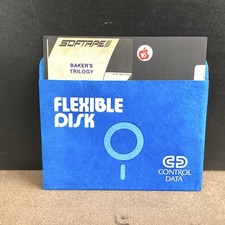 SOFTAPE
BAKER'S
TRILOGY
FLEXIBLE
DISK
CONTROL
DATA